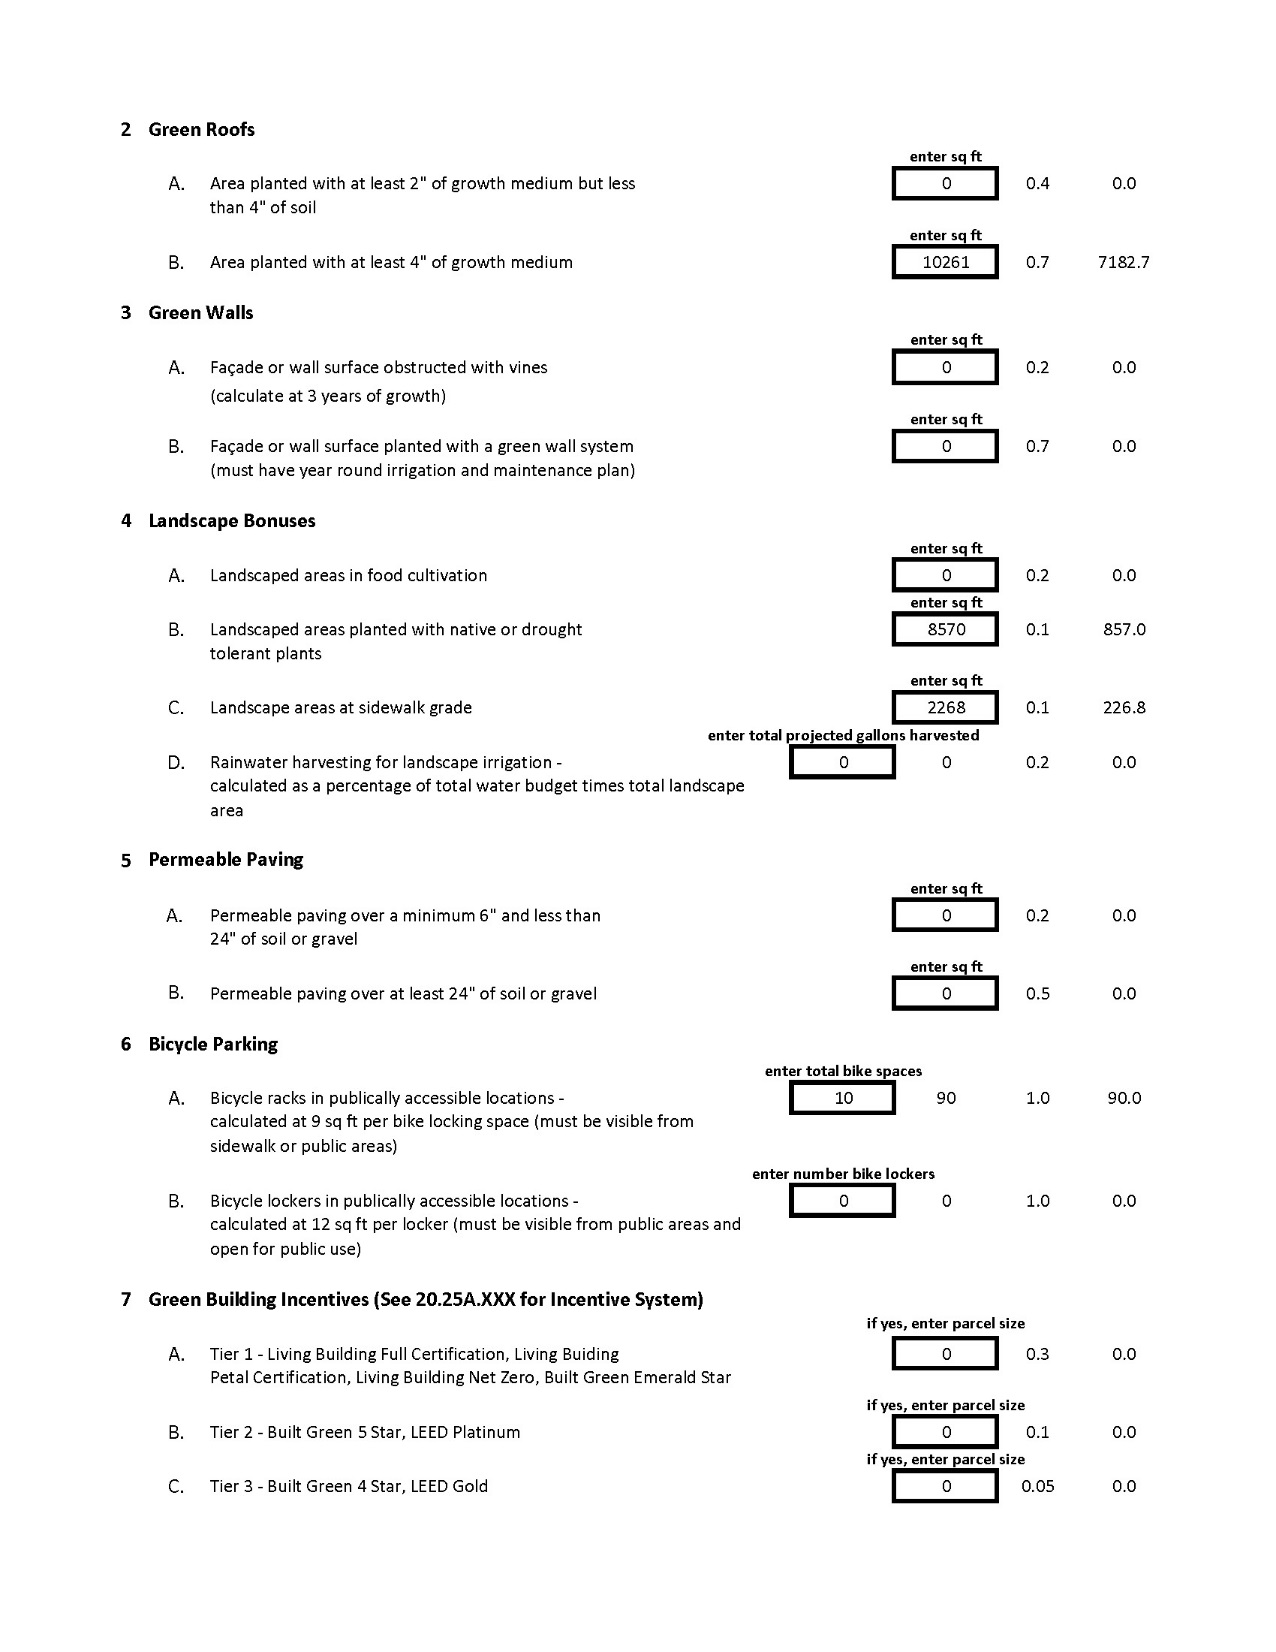 2 Green Roofs
enter sq ft
A. Area planted with at least 2" of growth medium but less 0 0.4 0.0
than 4" of soil
enter sq ft
B. Area planted with at least 4" of growth medium 10261 0.7 7182.7
3 Green Walls
enter sq ft
A. Façade or wall surface obstructed with vines 0 0.2 0.0
(calculate at 3 years of growth)
enter sq ft
B. Façade or wall surface planted with a green wall system 0 0.7 0.0
(must have year round irrigation and maintenance plan)
4 Landscape Bonuses
enter sq ft
A. Landscaped areas in food cultivation 0 0.2 0.0
enter sq ft
B. Landscaped areas planted with native or drought 8570 0.1 857.0
tolerant plants
enter sq ft
C. Landscape areas at sidewalk grade 2268 0.1 226.8
enter total projected gallons harvested
D. Rainwater harvesting for landscape irrigation - 0 0 0.2 0.0
calculated as a percentage of total water budget times total landscape
area
5 Permeable Paving
enter sq ft
A. Permeable paving over a minimum 6" and less than 0 0.2 0.0
24" of soil or gravel
enter sq ft
B. Permeable paving over at least 24" of soil or gravel 0 0.5 0.0
6 Bicycle Parking
enter total bike spaces
A. Bicycle racks in publically accessible locations - 10 90 1.0 90.0
calculated at 9 sq ft per bike locking space (must be visible from
sidewalk or public areas)
enter number bike lockers
B. Bicycle lockers in publically accessible locations - 0 0 1.0 0.0
calculated at 12 sq ft per locker (must be visible from public areas and
open for public use)
7 Green Building Incentives (See 20.25A.XXX for Incentive System)
if yes, enter parcel size
A. Tier 1 - Living Building Full Certification, Living Buiding 0 0.3 0.0
Petal Certification, Living Building Net Zero, Built Green Emerald Star
if yes, enter parcel size
B. Tier 2 - Built Green 5 Star, LEED Platinum 0 0.1 0.0
if yes, enter parcel size
C. Tier 3 - Built Green 4 Star, LEED Gold 0 0.05 0.0